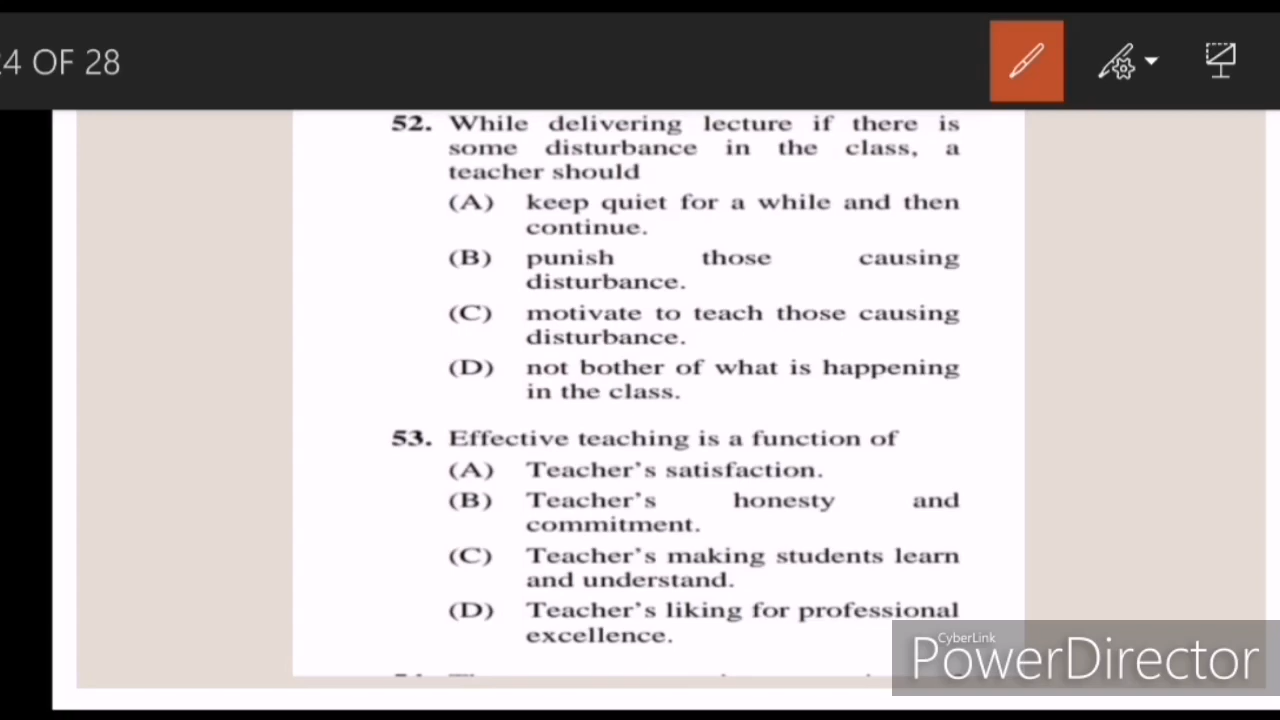 4 OF 28
52. While delivering lecture if there is
some disturbance in the class, a
teacher should
(A) keep quiet for a while and then
continue.
(B) punish those causing
disturbance.
(C) motivate to teach those causing
disturbance.
(D) not bother of what is happening
in the class.
53. Effective teaching is a function of
(A) Teacher's satisfaction.
(B) Teacher's honesty and
commitment.
(C) Teacher's making students learn
and understand.
(D) Teacher's liking for professional
excellence.
CyberLink
PowerDirector